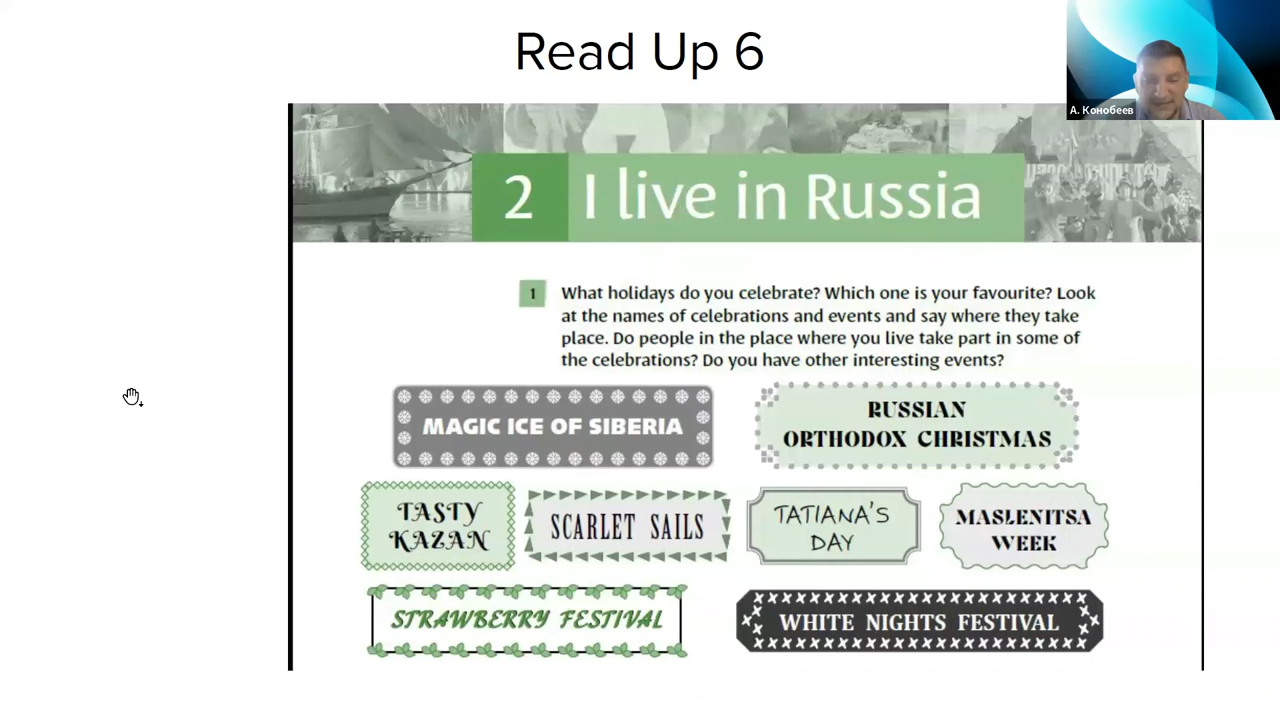 Read Up 6
А. Конобеев
2 I live in Russia
1 What holidays do you celebrate? Which one is your favourite? Look
at the names of celebrations and events and say where they take
place. Do people in the place where you live take part in some of
the celebrations? Do you have other interesting events?
MAGIC ICE OF SIBERIA
RUSSIAN
ORTHODOX CHRISTMAS
TASTY
KAZAN
SCARLET SAILS
TATIANA'S
DAY
MASLENITSA
WEEK
STRAWBERRY FESTIVAL
WHITE NIGHTS FESTIVAL